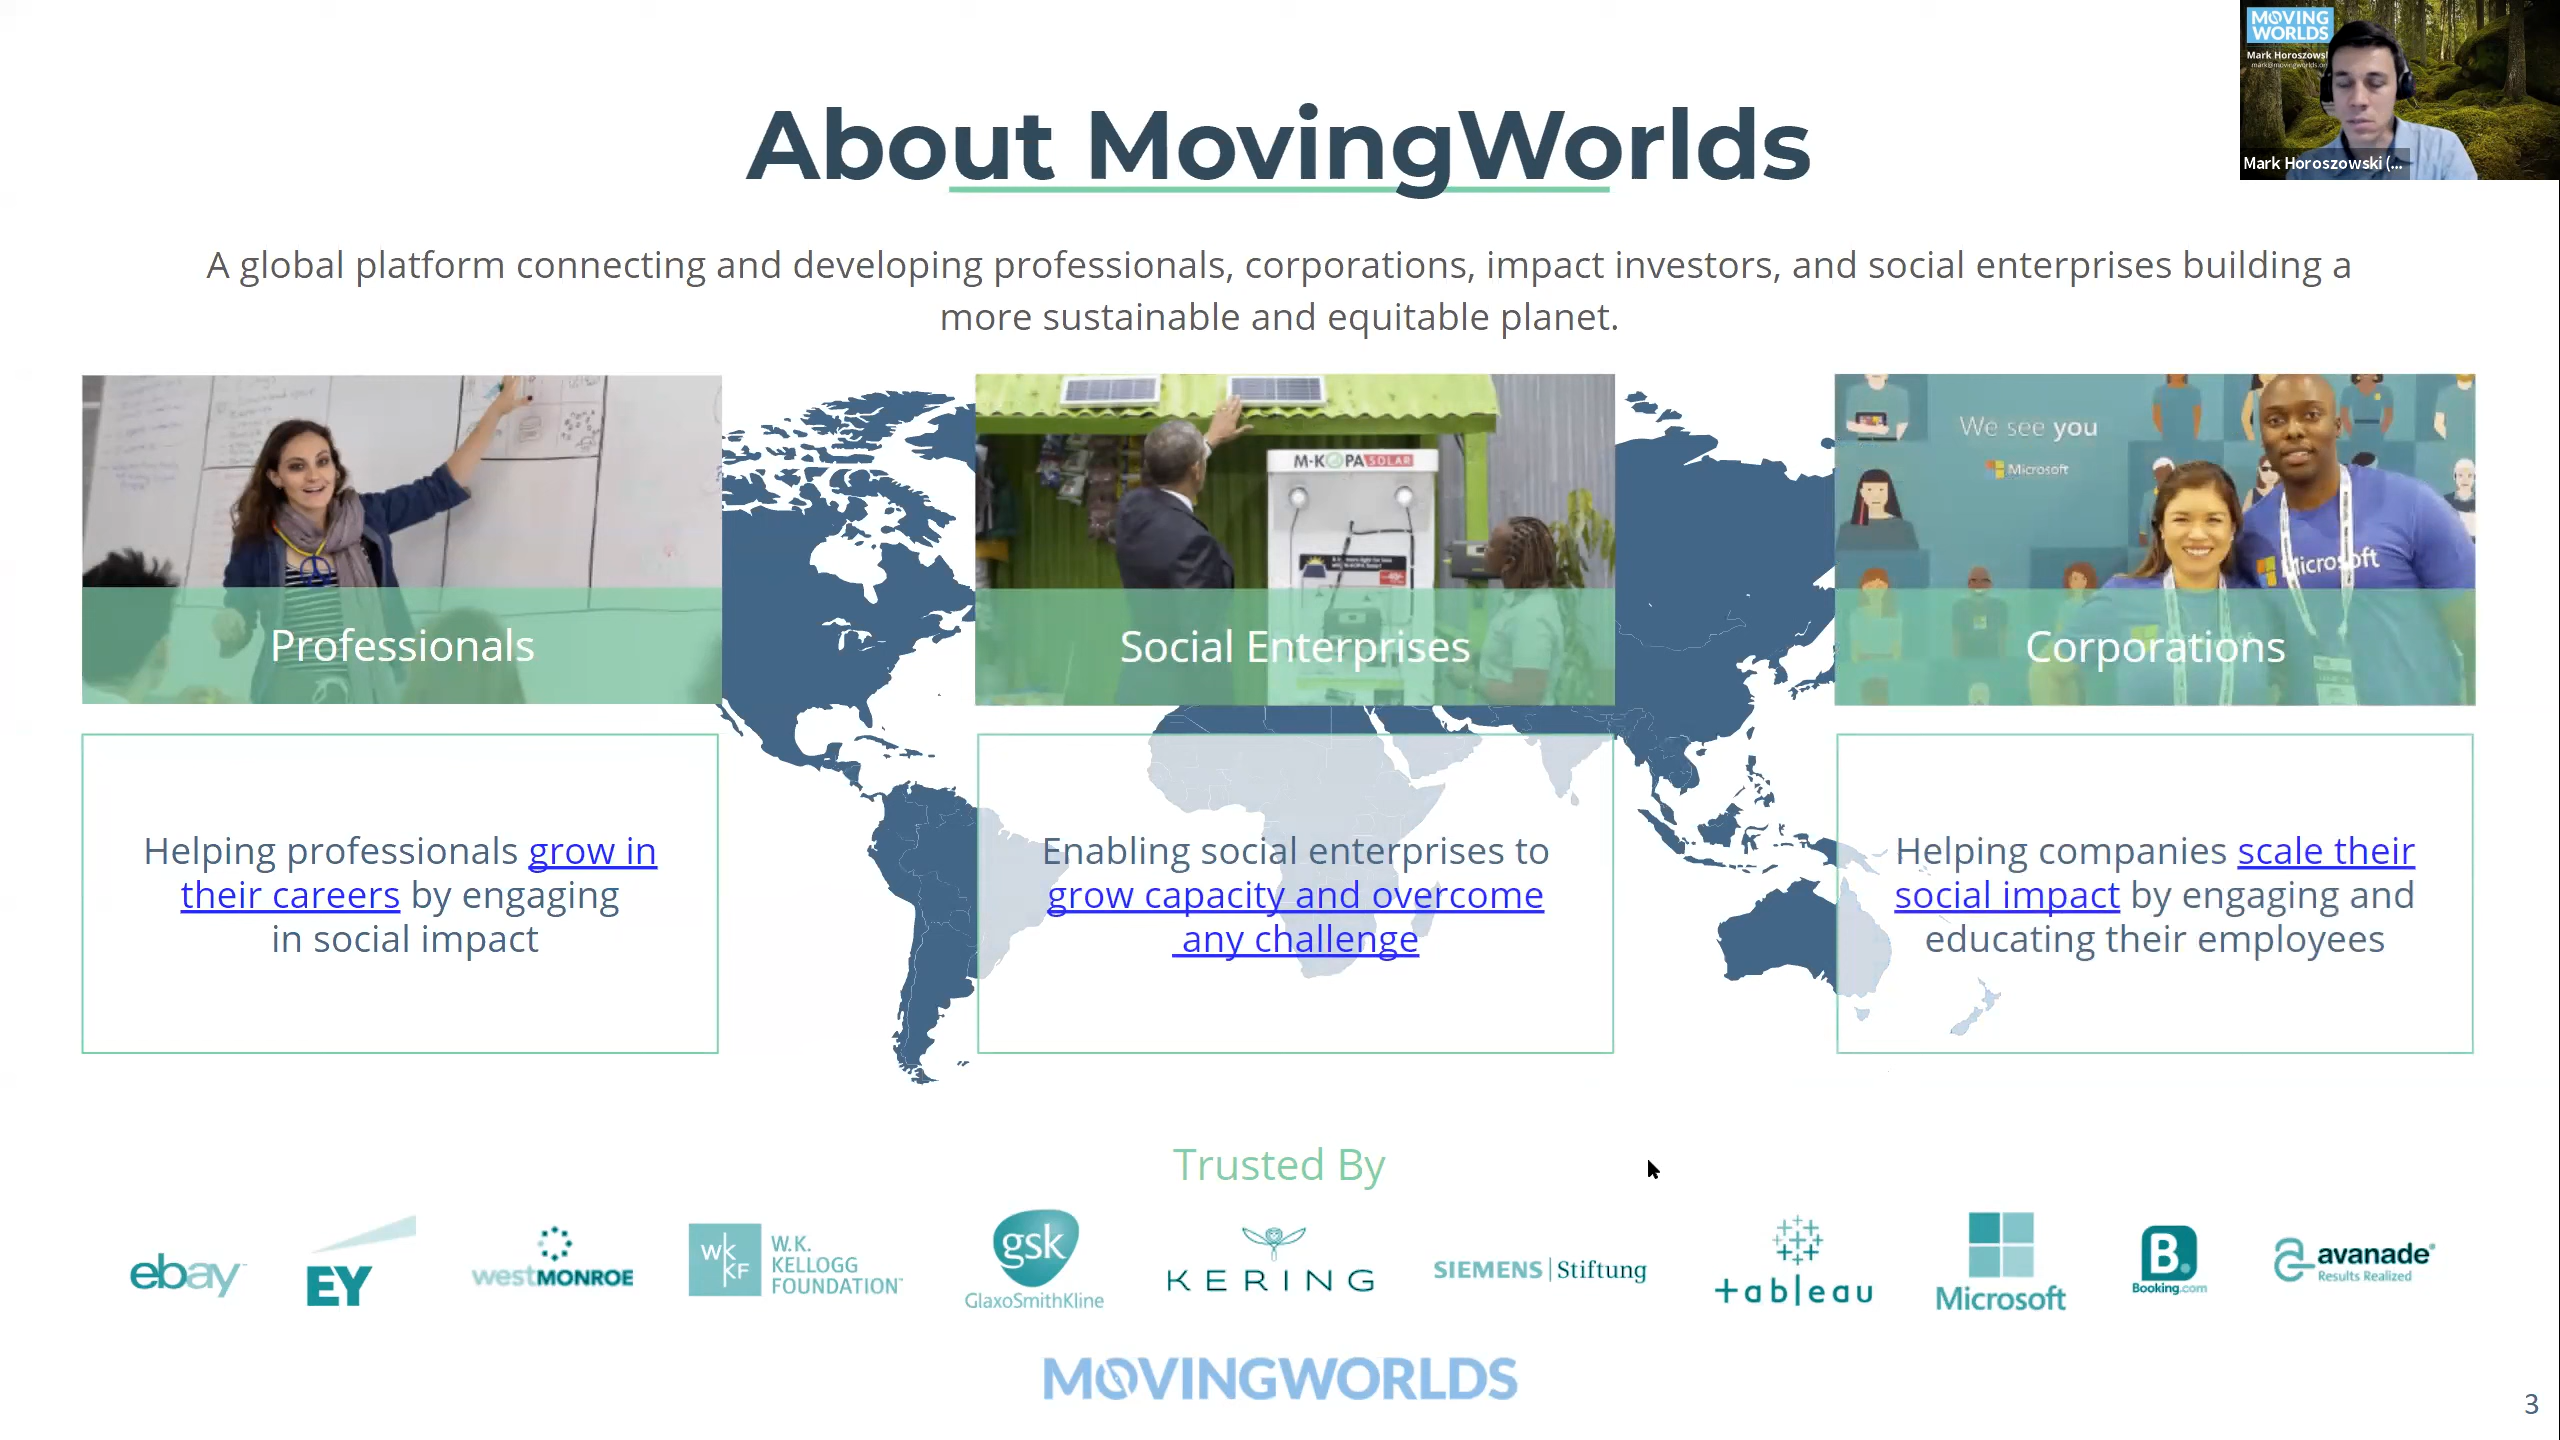 About MovingWorlds
MOVING
WORLDS
Mark Horoszows
Mark Horoszowski (...
A global platform connecting and developing professionals, corporations, impact investors, and social enterprises building a
more sustainable and equitable planet.
M-KOPA SOLAR
We see you
Microsoft
Microsoft
Professionals
Social Enterprises
Corporations
Helping professionals grow in
their careers by engaging
in social impact
Enabling social enterprises to
grow capacity and overcome
any challenge
Helping companies scale their
social impact by engaging and
educating their employees
Trusted By
ebay
EY
westMONROE
wk
KF
W.K.
KELLOGG
FOUNDATION
gsk
GlaxoSmithKline
KERING
SIEMENS | Stiftung
+ableau
Microsoft
B.
Booking.com
avanade
Results Realized
MOVINGWORLDS
3